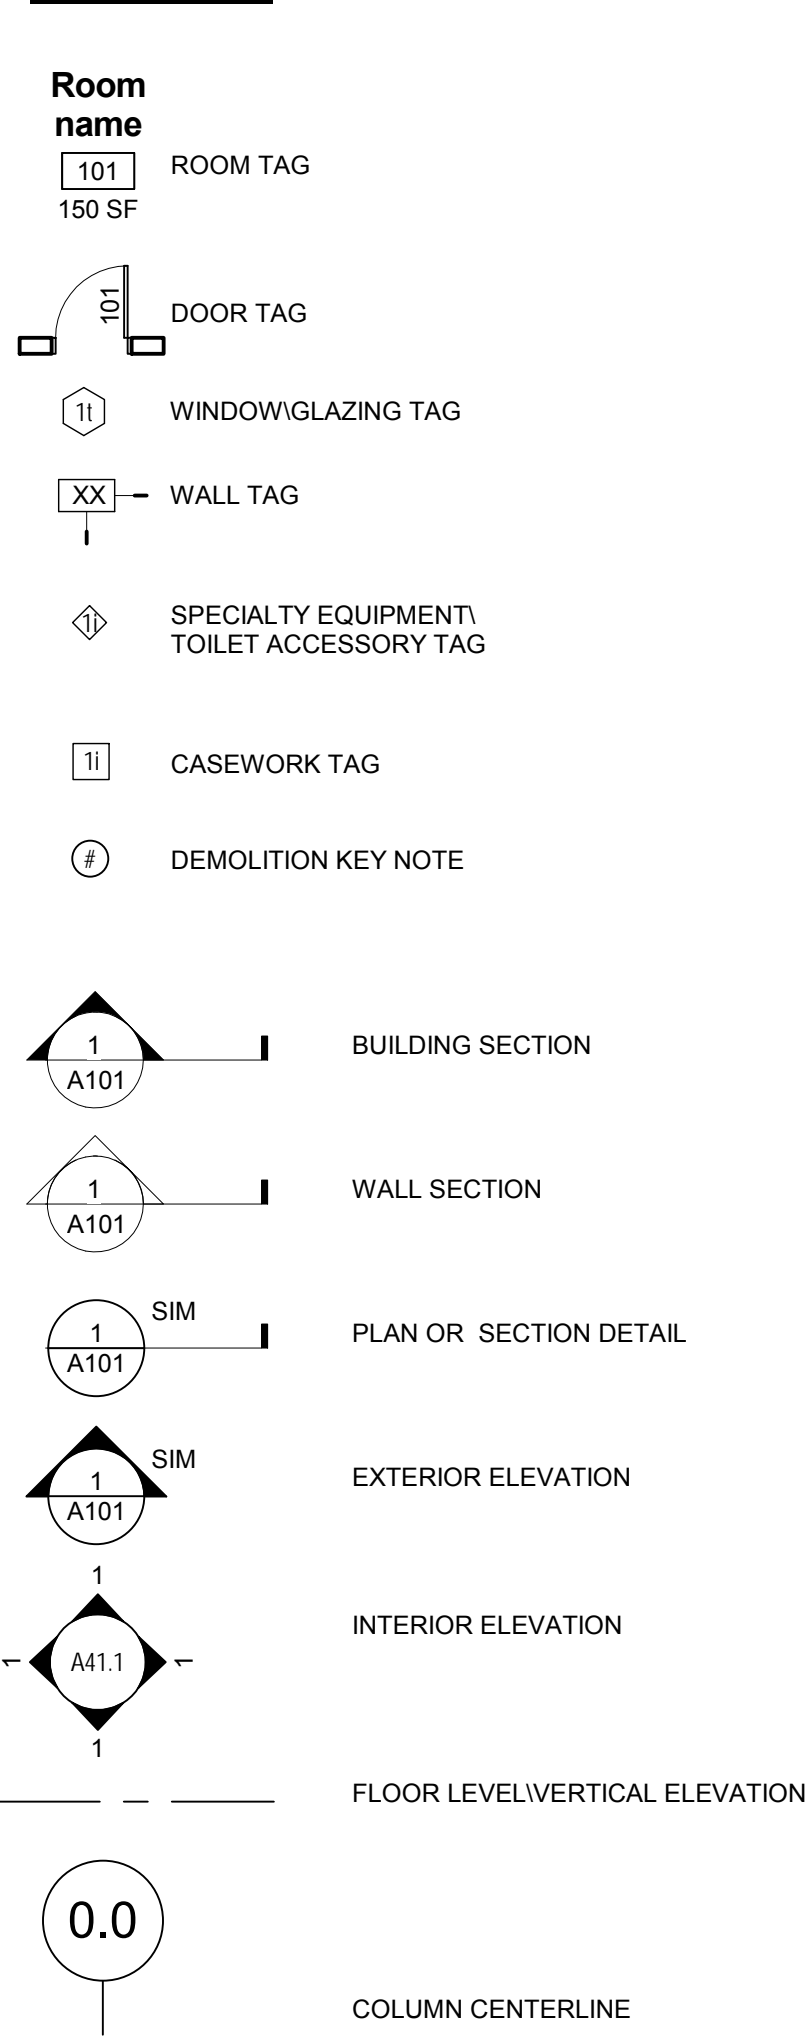 Room
name
101
ROOM TAG
150 SF
101
DOOR TAG
1t
WINDOW\GLAZING TAG
XX
WALL TAG
1i
SPECIALTY EQUIPMENT\
TOILET ACCESSORY TAG
1i
CASEWORK TAG
#
DEMOLITION KEY NOTE
1
A101
BUILDING SECTION
1
A101
WALL SECTION
SIM
1
A101
PLAN OR  SECTION DETAIL
SIM
1
A101
EXTERIOR ELEVATION
1
1
A41.1
1
1
INTERIOR ELEVATION
FLOOR LEVEL\VERTICAL ELEVATION
0.0
COLUMN CENTERLINE